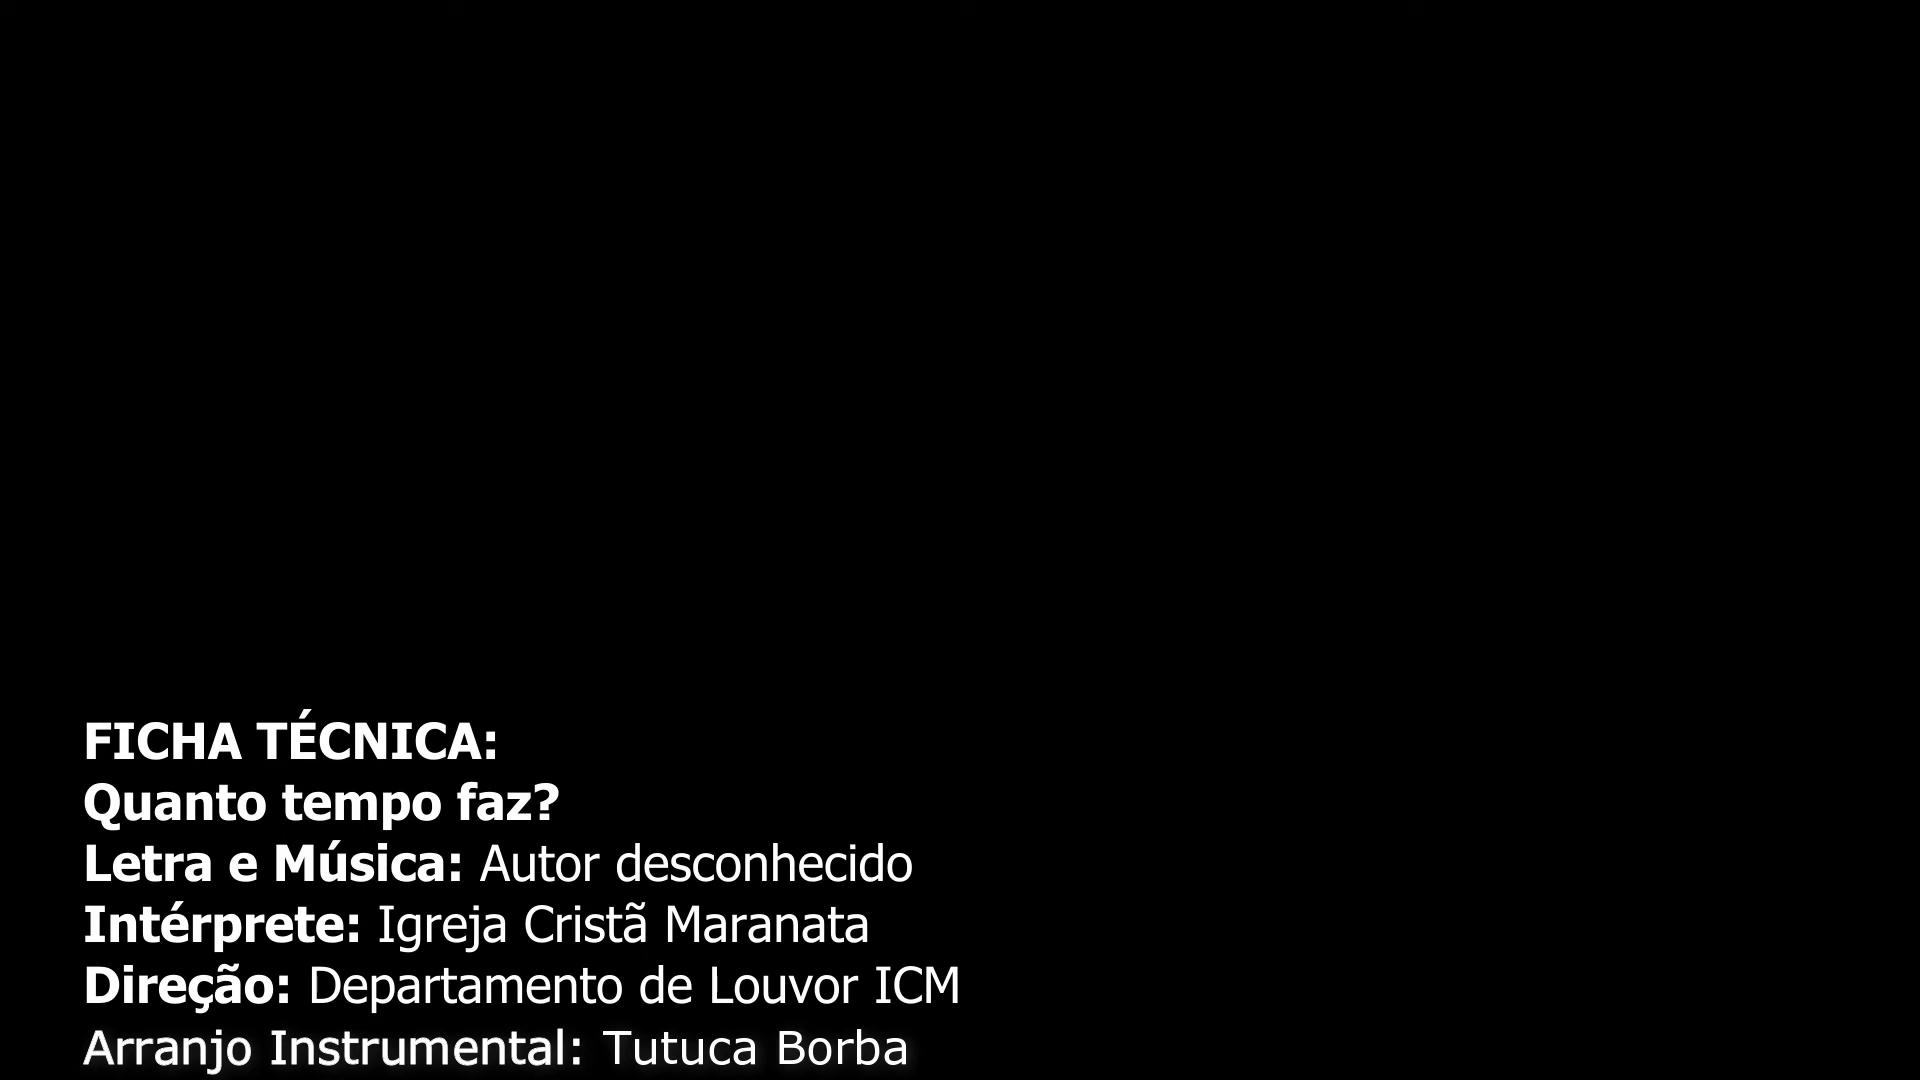 FICHA TÉCNICA:
Quanto tempo faz?
Letra e Música: Autor desconhecido
Intérprete: Igreja Cristã Maranata
Direção: Departamento de Louvor ICM
Arranjo Instrumental: Tutuca Borba